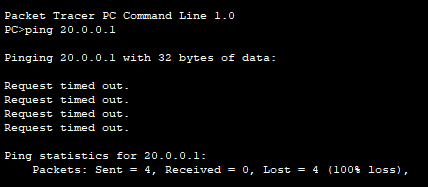 Packet Tracer PC Command Line 1.0
PC>ping 20.0.0.1
Pinging 20.0.0.1 with 32 bytes of data:
Request timed out.
Request timed out.
Request timed out.
Request timed out.
Ping statistics for 20.0.0.1:
Packets: Sent = 4, Received = 0, Lost = 4 (100% loss),